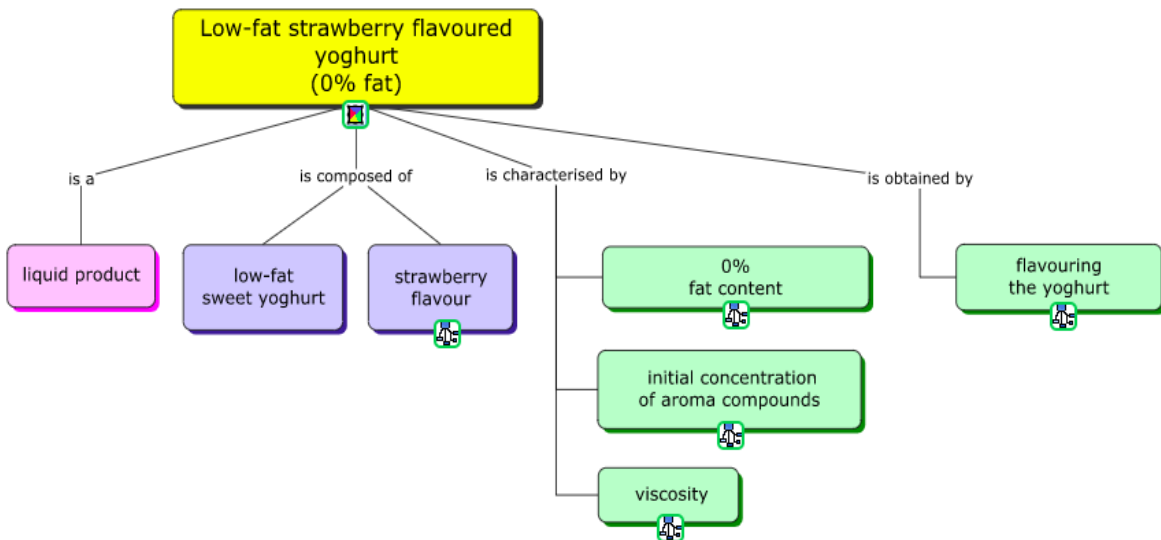 Low-fat strawberry flavoured
yoghurt
(0% fat)
is a
is composed of
is characterised by
is obtained by
liquid product
low-fat
sweet yoghurt
strawberry
flavour
0%
fat content
flavouring
the yoghurt
initial concentration
of aroma compounds
viscosity